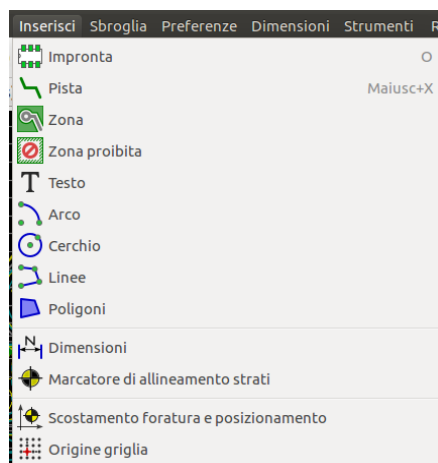 Inserisci Sbroglia Preferenze Dimensioni Strumenti
Impronta O
Pista Maiusc+X
Zona
Zona proibita
T Testo
Arco
Cerchio
Linee
Poligoni
N Dimensioni
Marcatore di allineamento strati
Scostamento foratura e posizionamento
Origine griglia